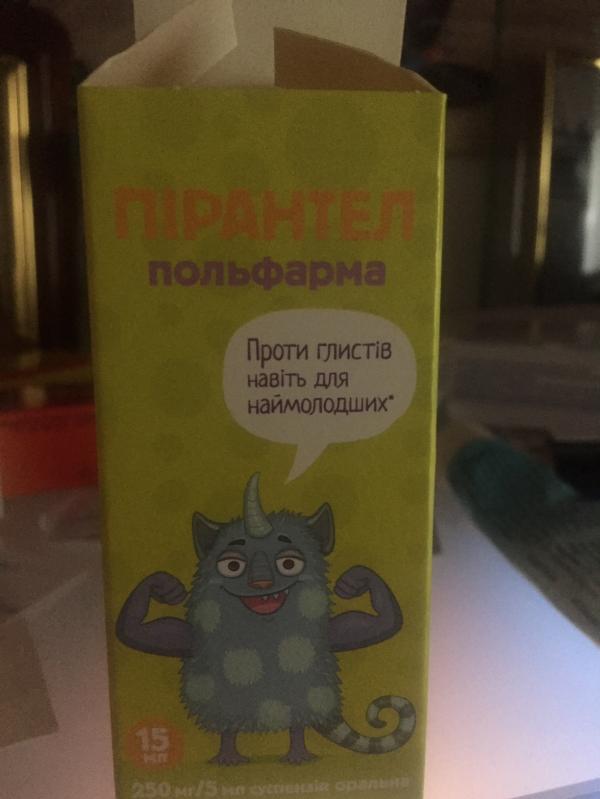 ПІРАНТЕЛ
польфарма
Проти глистів
навіть для
наймолодших*
15
мл
250 мг/5 мл суспензія оральна